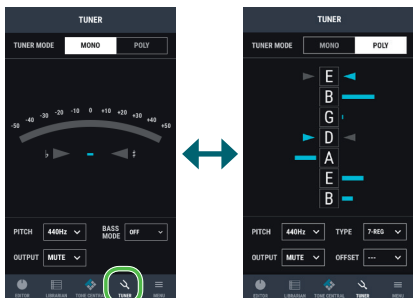 TUNER
TUNER MODE MONO POLY
-50 -40 -30 -20 -10 0 +10 +20 +30 +40 +50
♭ - ♯
PITCH 440Hz BASS MODE OFF
OUTPUT MUTE
EDITOR LIBRARIAN TONE CENTRAL TUNER MENU
TUNER
TUNER MODE MONO POLY
E
B
G
D
A
E
B
PITCH 440Hz TYPE 7-REG
OUTPUT MUTE OFFSET ---
EDITOR LIBRARIAN TONE CENTRAL TUNER MENU